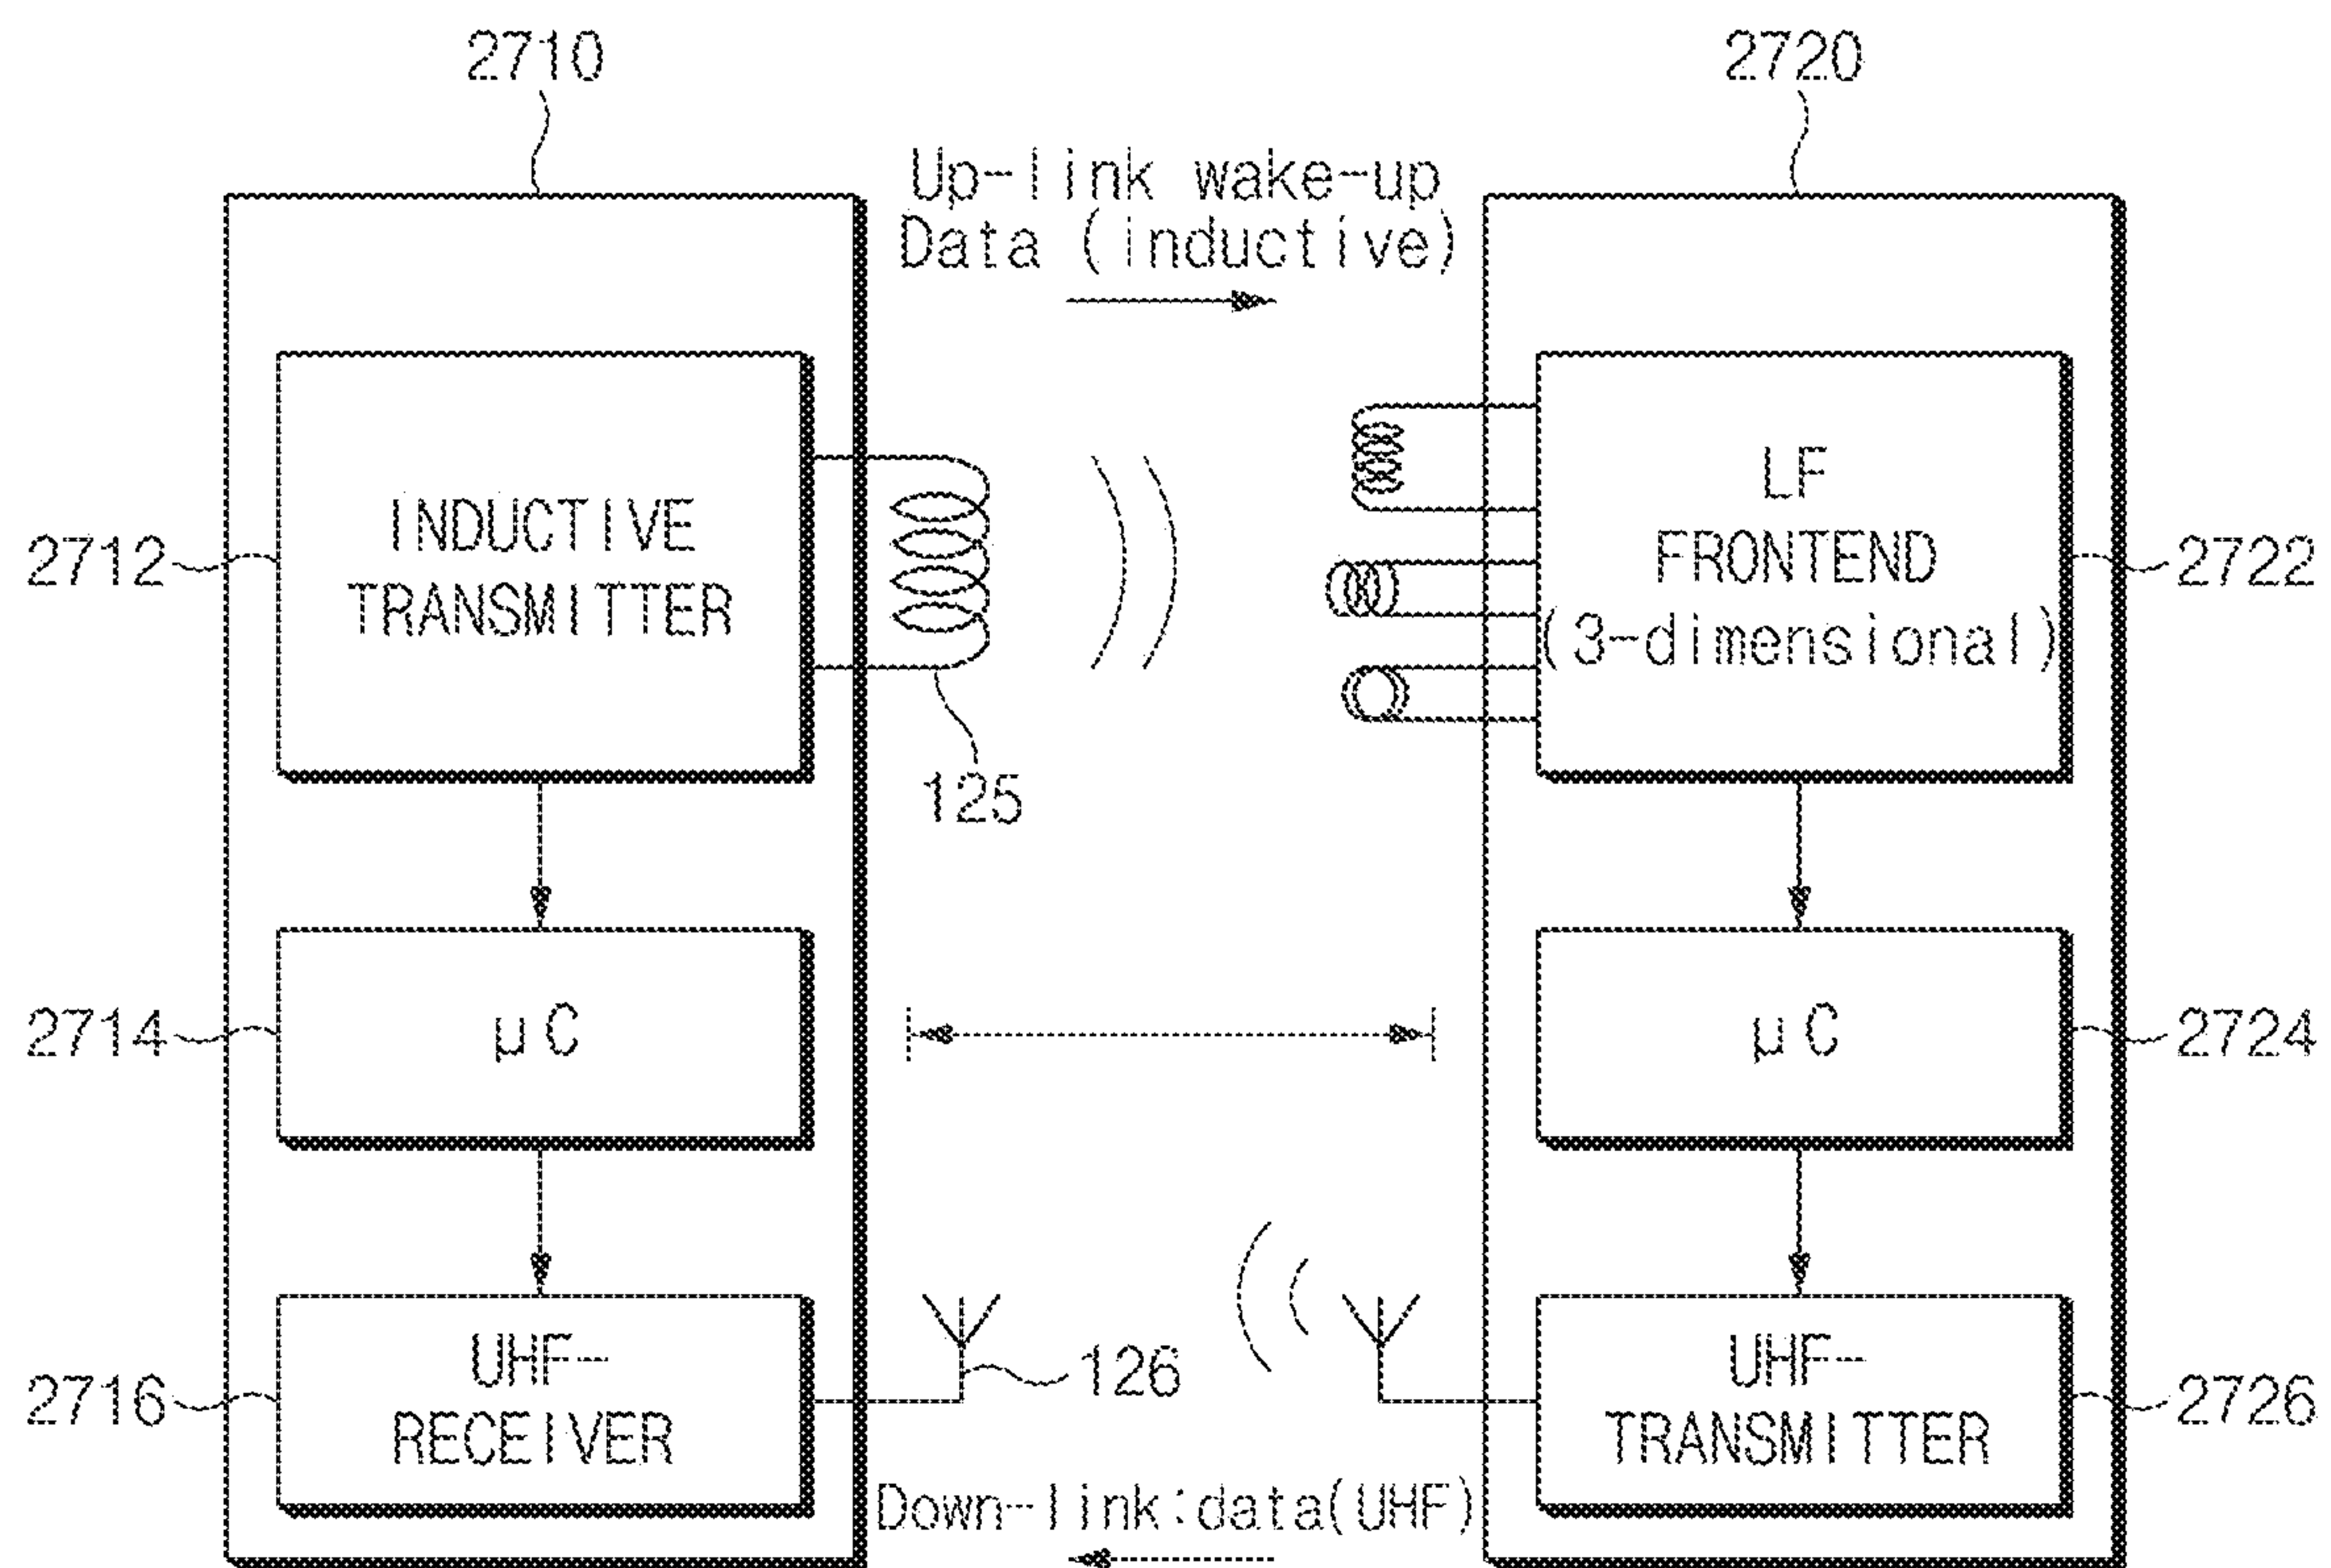 2710
2720
Up-link wake-up
Data (inductive)
INDUCTIVE
TRANSMITTER
2712
125
LF
FRONTEND
(3-dimensional)
2722
2714
μC
μC
2724
2716
UHF-
RECEIVER
126
UHF-
TRANSMITTER
2726
Down-link:data(UHF)